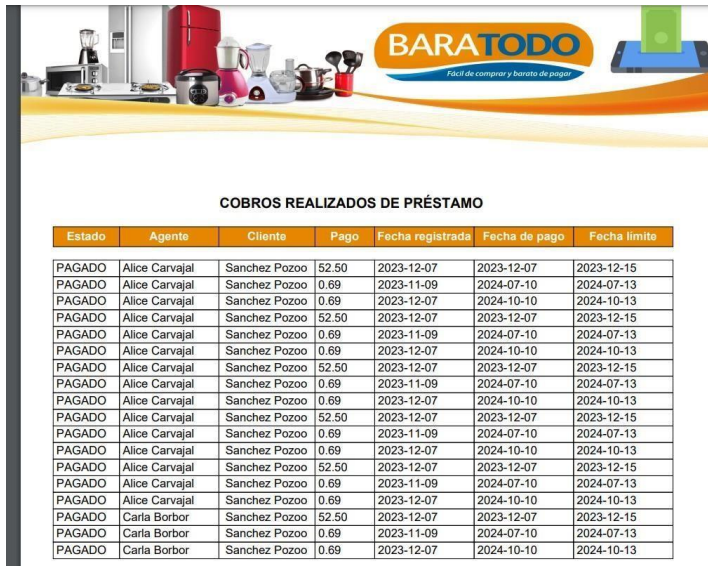 BARATODO
Fácil de comprar y barato de pagar
COBROS REALIZADOS DE PRÉSTAMO
Estado Agente Cliente Pago Fecha registrada Fecha de pago Fecha límite
PAGADO Alice Carvajal Sanchez Pozoo 52.50 2023-12-07 2023-12-07 2023-12-15
PAGADO Alice Carvajal Sanchez Pozoo 0.69 2023-11-09 2024-07-10 2024-07-13
PAGADO Alice Carvajal Sanchez Pozoo 0.69 2023-12-07 2024-10-10 2024-10-13
PAGADO Alice Carvajal Sanchez Pozoo 52.50 2023-12-07 2023-12-07 2023-12-15
PAGADO Alice Carvajal Sanchez Pozoo 0.69 2023-11-09 2024-07-10 2024-07-13
PAGADO Alice Carvajal Sanchez Pozoo 0.69 2023-12-07 2024-10-10 2024-10-13
PAGADO Alice Carvajal Sanchez Pozoo 52.50 2023-12-07 2023-12-07 2023-12-15
PAGADO Alice Carvajal Sanchez Pozoo 0.69 2023-11-09 2024-07-10 2024-07-13
PAGADO Alice Carvajal Sanchez Pozoo 0.69 2023-12-07 2024-10-10 2024-10-13
PAGADO Alice Carvajal Sanchez Pozoo 52.50 2023-12-07 2023-12-07 2023-12-15
PAGADO Alice Carvajal Sanchez Pozoo 0.69 2023-11-09 2024-07-10 2024-07-13
PAGADO Alice Carvajal Sanchez Pozoo 0.69 2023-12-07 2024-10-10 2024-10-13
PAGADO Alice Carvajal Sanchez Pozoo 52.50 2023-12-07 2023-12-07 2023-12-15
PAGADO Alice Carvajal Sanchez Pozoo 0.69 2023-11-09 2024-07-10 2024-07-13
PAGADO Alice Carvajal Sanchez Pozoo 0.69 2023-12-07 2024-10-10 2024-10-13
PAGADO Carla Borbor Sanchez Pozoo 52.50 2023-12-07 2023-12-07 2023-12-15
PAGADO Carla Borbor Sanchez Pozoo 0.69 2023-11-09 2024-07-10 2024-07-13
PAGADO Carla Borbor Sanchez Pozoo 0.69 2023-12-07 2024-10-10 2024-10-13